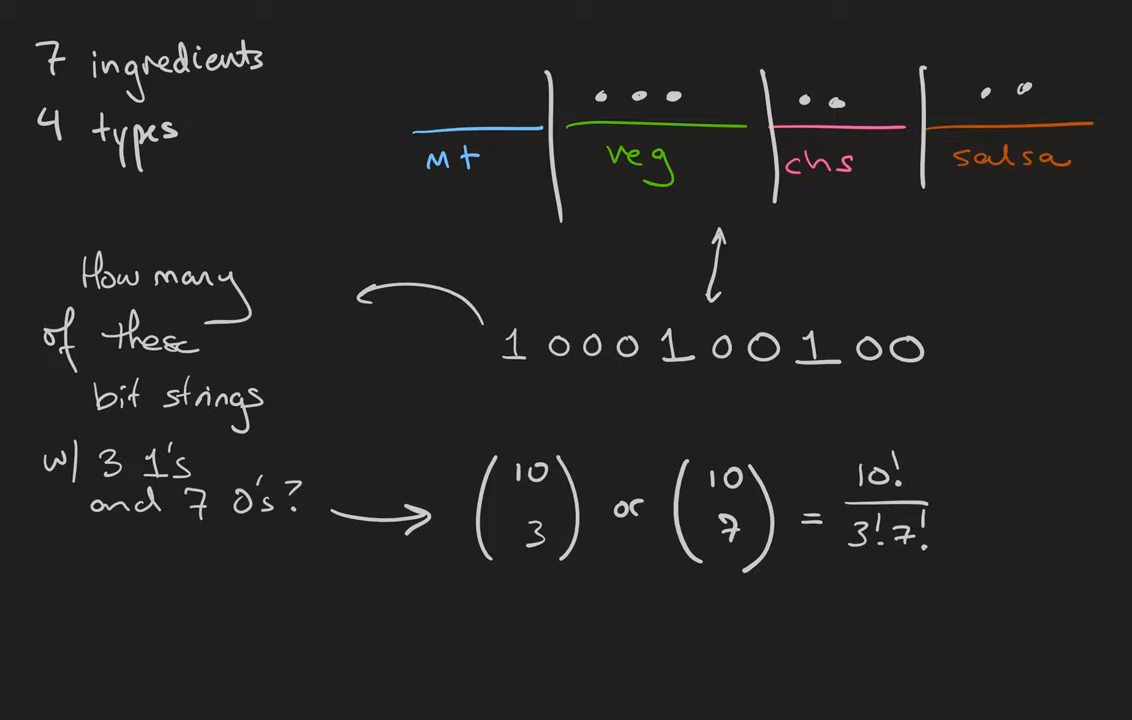 7 ingredients
4 types
mt veg chs salsa
How many
of these
bit strings
w/ 3 1's
and 7 0's?
1 0 0 0 1 0 0 1 0 0
(10 3) or (10 7) = 10! / 3! 7!